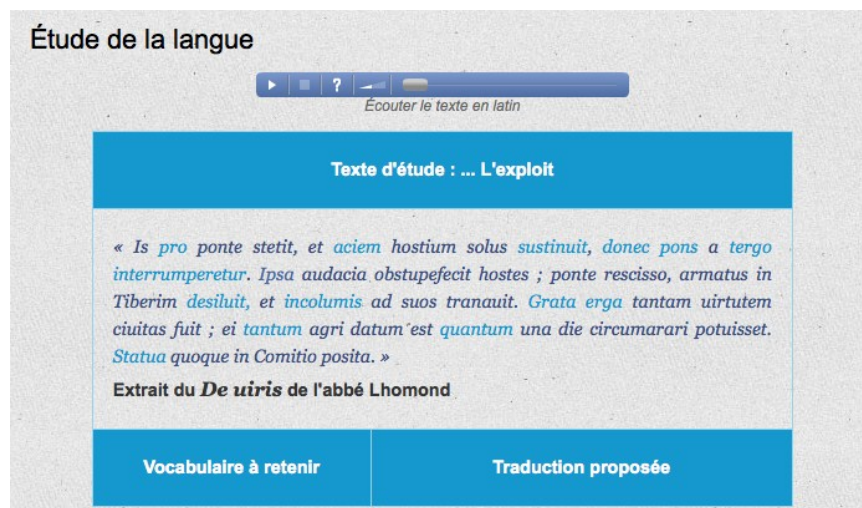 Étude de la langue
?
Écouter le texte en latin
Texte d'étude : ... L'exploit
« Is pro ponte stetit, et aciem hostium solus sustinuit, donec pons a tergo
interrumperetur. Ipsa audacia obstupefecit hostes ; ponte rescisso, armatus in
Tiberim desiluit, et incolumis ad suos tranauit. Grata erga tantam uirtutem
ciuitas fuit ; ei tantum agri datum est quantum una die circumarari potuisset.
Statua quoque in Comitio posita. »
Extrait du De uiris de l'abbé Lhomond
Vocabulaire à retenir
Traduction proposée